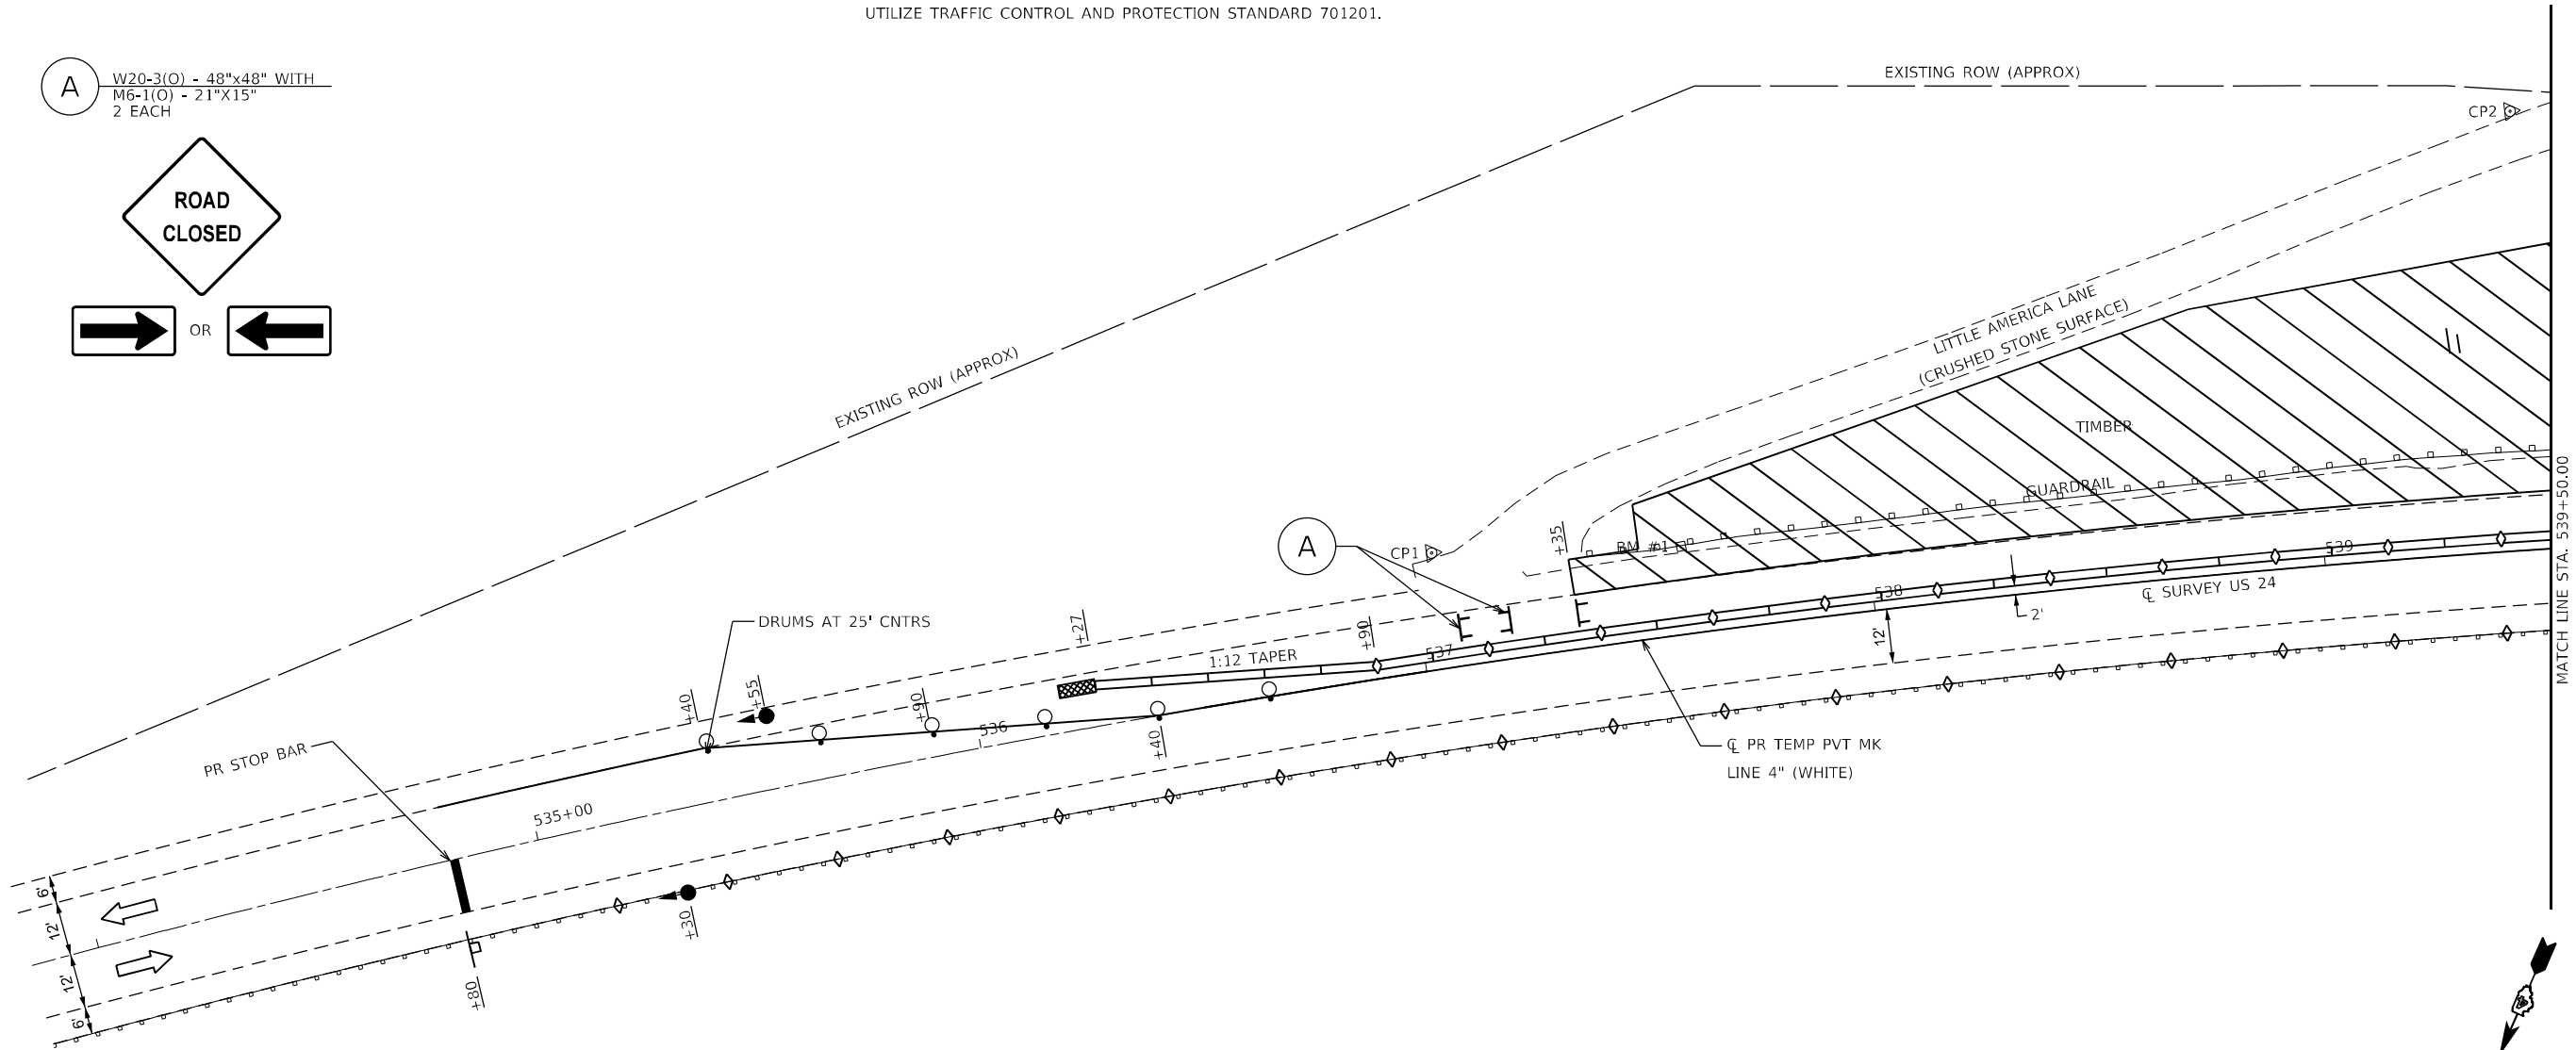 UTILIZE TRAFFIC CONTROL AND PROTECTION STANDARD 701201.
A
W20-3(O) - 48"x48" WITH
M6-1(O) - 21"X15"
2 EACH
ROAD
CLOSED
OR
EXISTING ROW (APPROX)
CP2
EXISTING ROW (APPROX)
LITTLE AMERICA LANE
(CRUSHED STONE SURFACE)
TIMBER
GUARDRAIL
MATCH LINE STA. 539+50.00
A
CP1
+35
BM #1
539
538
℄ SURVEY US 24
2'
12'
DRUMS AT 25' CNTRS
+27
1:12 TAPER
+90
537
+40
+55
+90
536
+40
℄ PR TEMP PVT MK
LINE 4" (WHITE)
PR STOP BAR
535+00
+30
+80
6'
12'
12'
6'